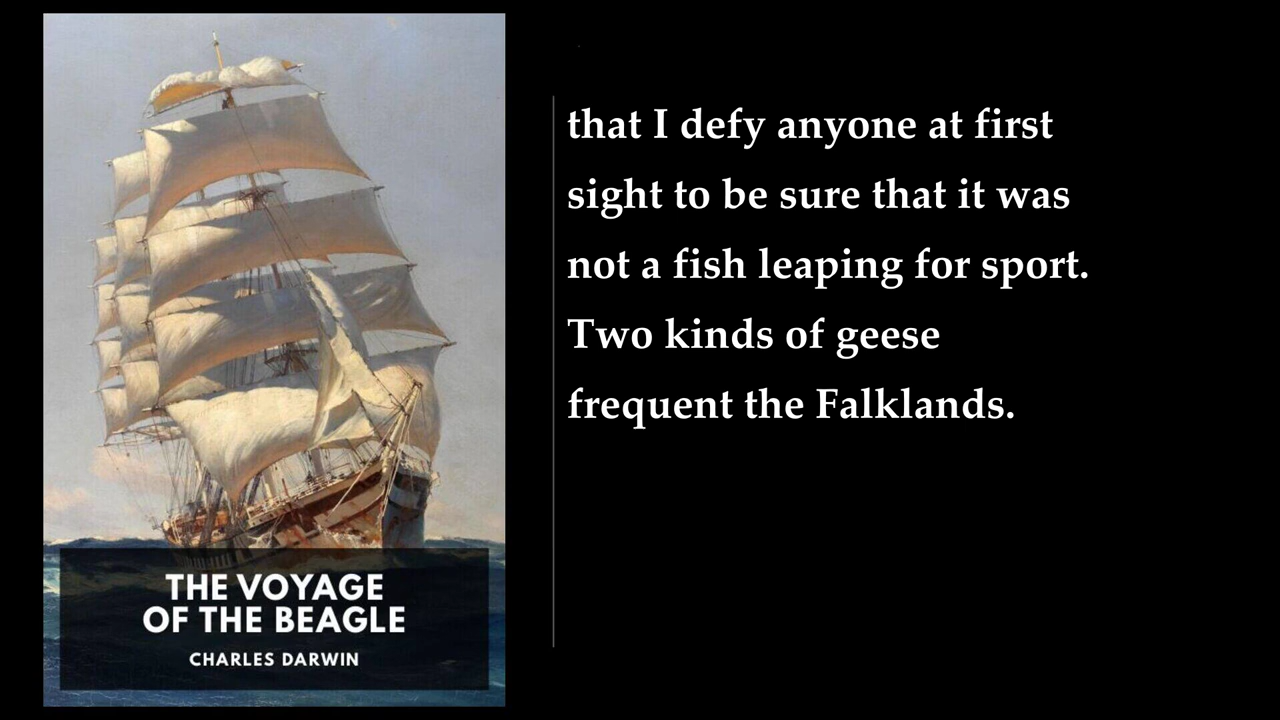 THE VOYAGE
OF THE BEAGLE
CHARLES DARWIN
that I defy anyone at first
sight to be sure that it was
not a fish leaping for sport.
Two kinds of geese
frequent the Falklands.